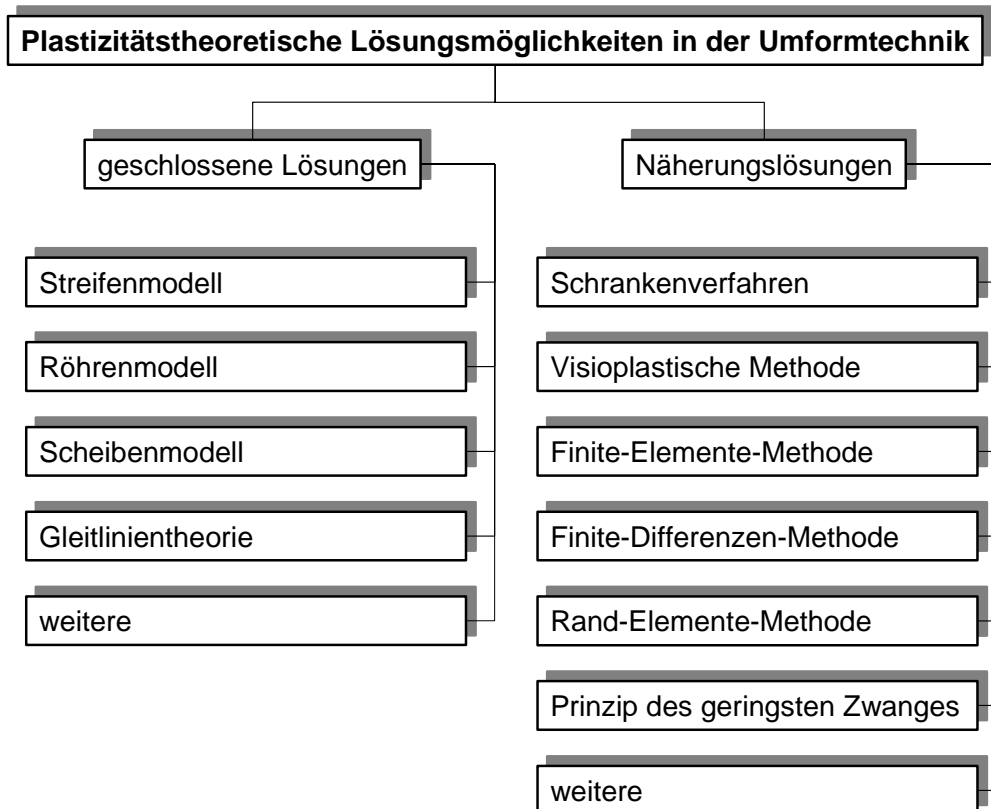 Plastizitätstheoretische Lösungsmöglichkeiten in der Umformtechnik
geschlossene Lösungen
Streifenmodell
Röhrenmodell
Scheibenmodell
Gleitlinientheorie
weitere
Näherungslösungen
Schrankenverfahren
Visioplastische Methode
Finite-Elemente-Methode
Finite-Differenzen-Methode
Rand-Elemente-Methode
Prinzip des geringsten Zwanges
weitere